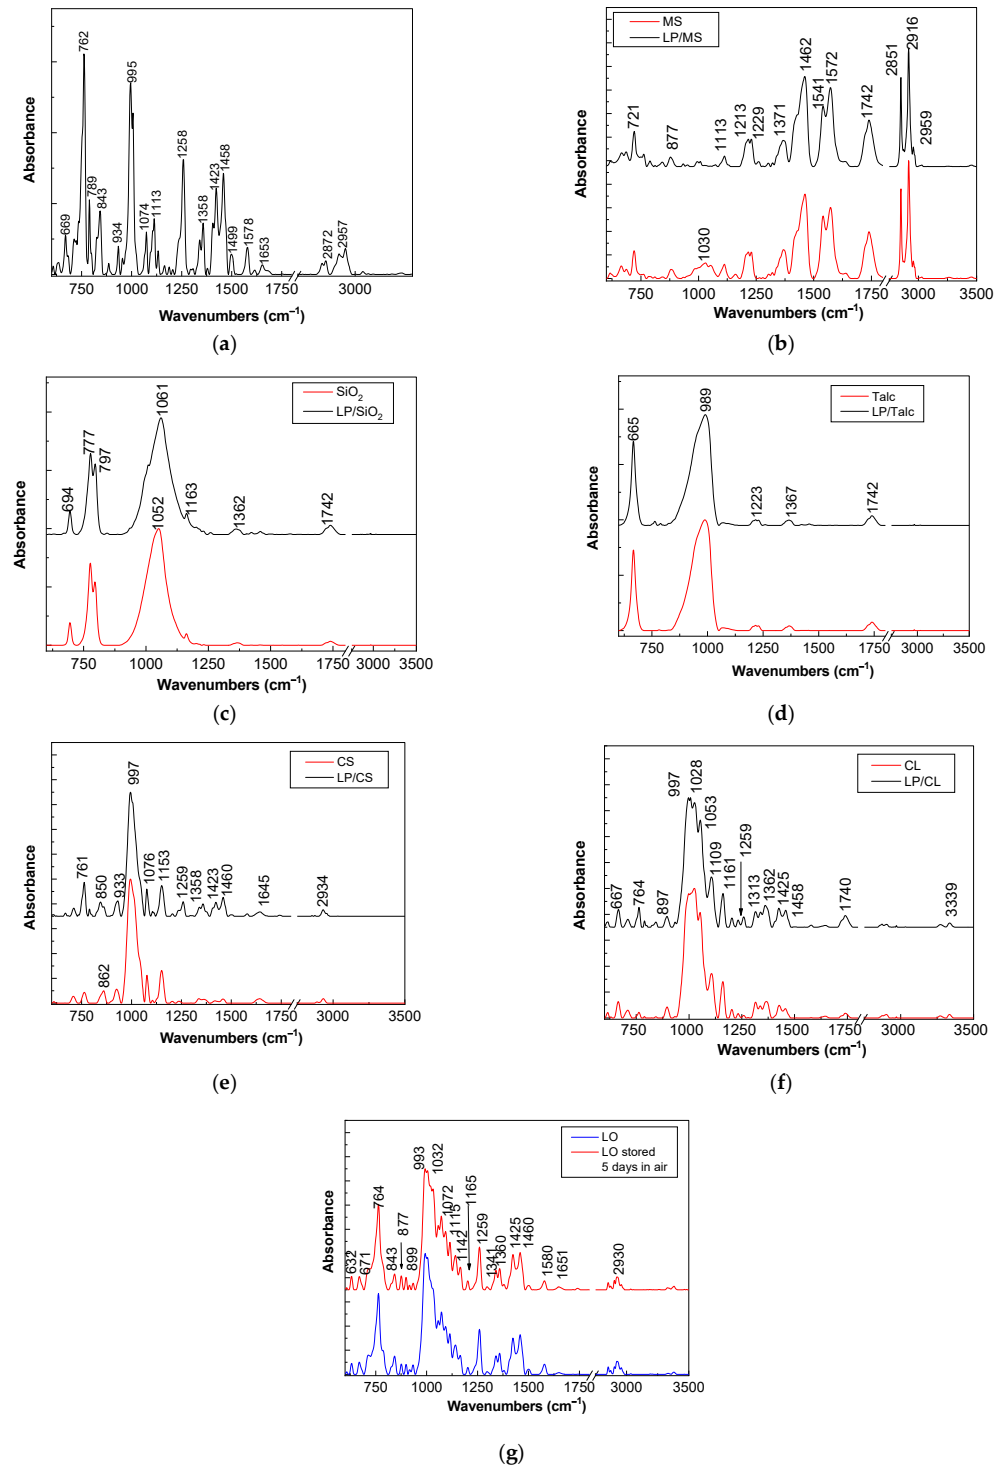 762
995
1258
1458
1423
789
843
669
1074
1113
1358
934
1499
1578
1653
2872
2957
Absorbance
750 1000 1250 1500 1750 3000
Wavenumbers (cm⁻¹)
(a)
MS
LP/MS
2916
2851
1462
1572
1541
2959
1742
721
877
1113
1213
1229
1371
1030
Absorbance
750 1000 1250 1500 1750 3000 3500
Wavenumbers (cm⁻¹)
(b)
SiO₂
LP/SiO₂
1061
777
797
694
1052
1163
1362
1742
Absorbance
750 1000 1250 1500 1750 3000 3500
Wavenumbers (cm⁻¹)
(c)
Talc
LP/Talc
989
665
1223
1367
1742
Absorbance
750 1000 1250 1500 1750 3000 3500
Wavenumbers (cm⁻¹)
(d)
CS
LP/CS
997
761
850
933
1076
1153
1259
1358
1423
1460
1645
2934
862
Absorbance
750 1000 1250 1500 1750 3000 3500
Wavenumbers (cm⁻¹)
(e)
CL
LP/CL
997
1028
1053
1109
1161
1259
667
764
897
1313
1362
1425
1458
1740
3339
Absorbance
750 1000 1250 1500 1750 3000 3500
Wavenumbers (cm⁻¹)
(f)
LO
LO stored
5 days in air
993
1032
764
877
1072
1115
1165
632
671
843
899
1142
1259
1341
1360
1425
1460
1580
1651
2930
Absorbance
750 1000 1250 1500 1750 3000 3500
Wavenumbers (cm⁻¹)
(g)